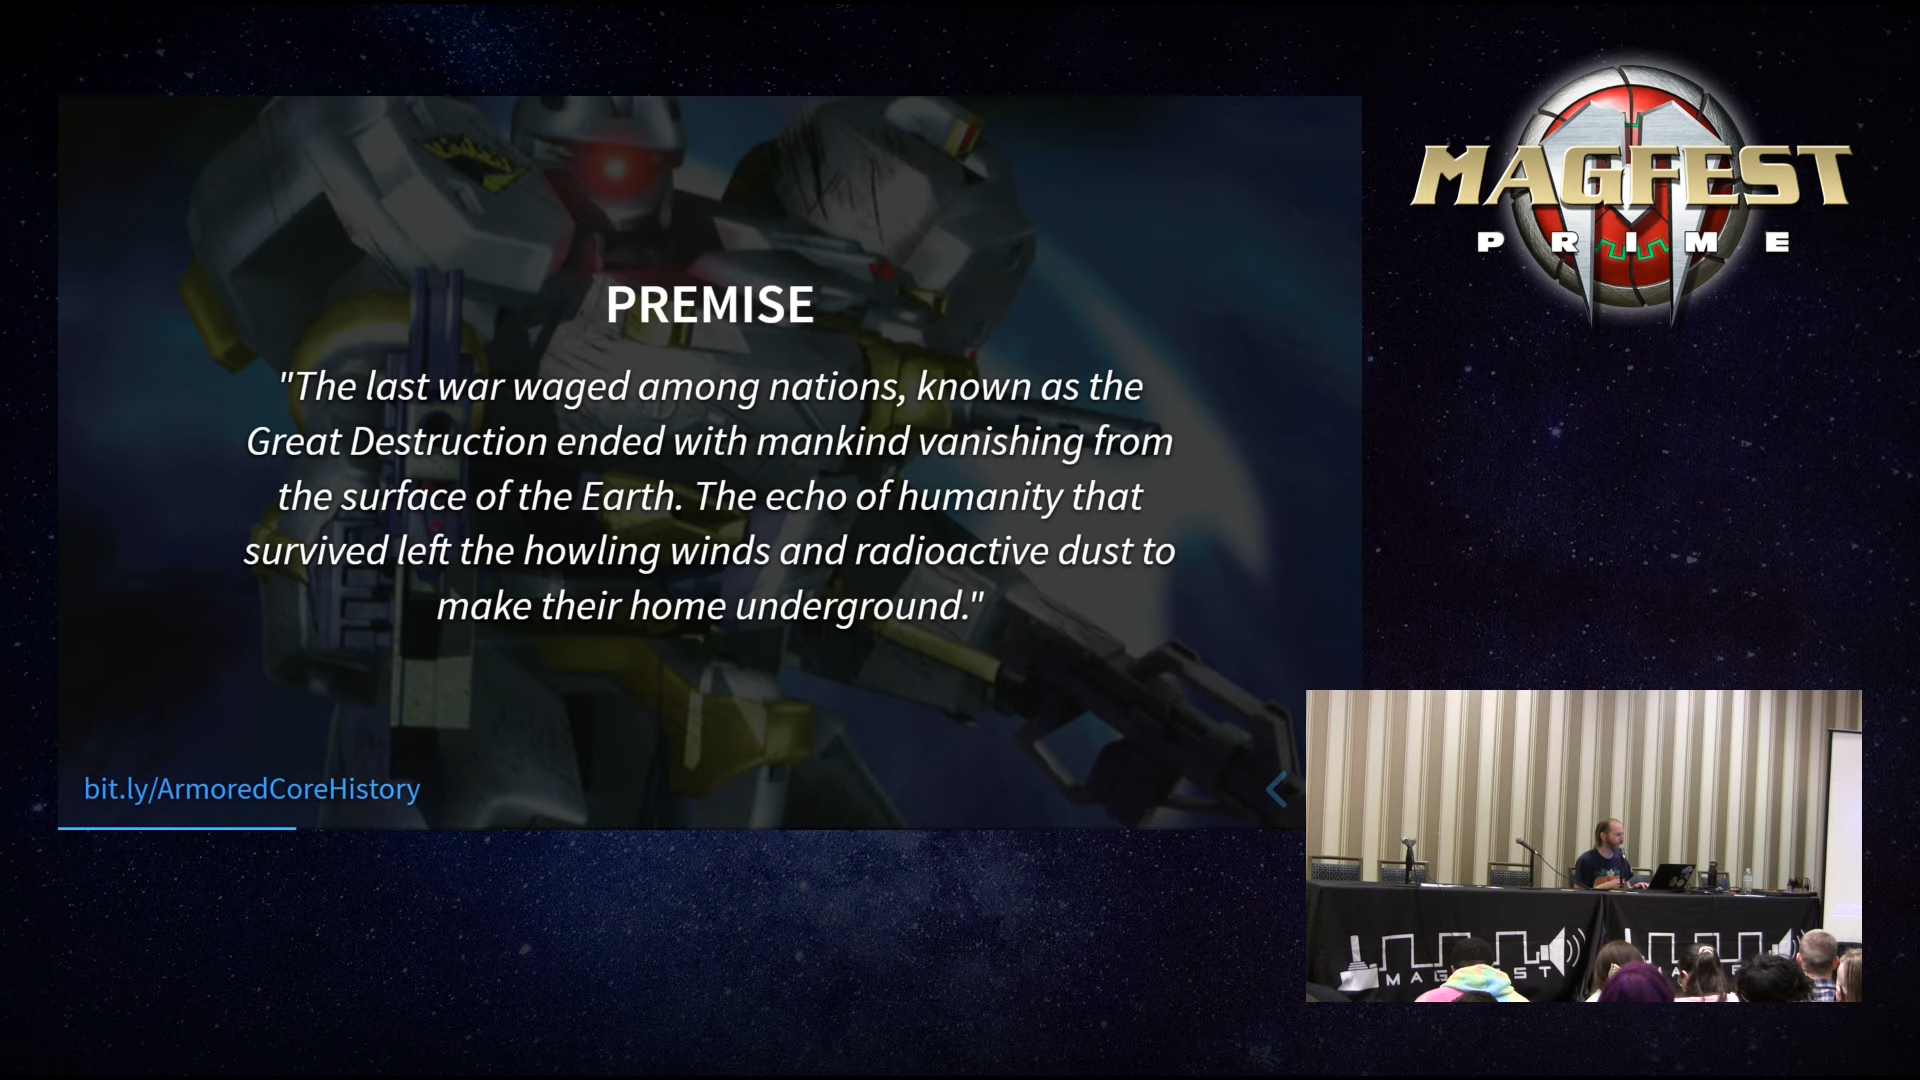 MAGFEST
PRIME
PREMISE
"The last war waged among nations, known as the
Great Destruction ended with mankind vanishing from
the surface of the Earth. The echo of humanity that
survived left the howling winds and radioactive dust to
make their home underground."
bit.ly/ArmoredCoreHistory